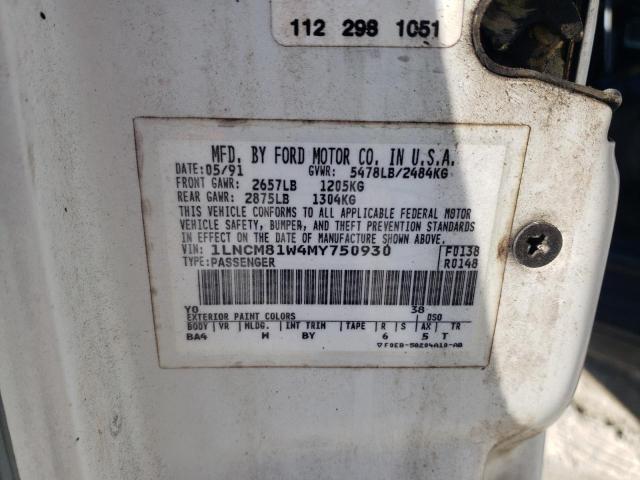 112 298 1051
MFD. BY FORD MOTOR CO. IN U.S.A.
DATE: 05/91 GVWR: 5478LB/2484KG
FRONT GAWR: 2657LB 1205KG
REAR GAWR: 2875LB 1304KG
THIS VEHICLE CONFORMS TO ALL APPLICABLE FEDERAL MOTOR
VEHICLE SAFETY, BUMPER, AND THEFT PREVENTION STANDARDS
IN EFFECT ON THE DATE OF MANUFACTURE SHOWN ABOVE.
VIN: 1LNCM81W4MY750930 F0138
TYPE: PASSENGER R0148
YO 38
EXTERIOR PAINT COLORS DSO
BODY VR MLDG. INT TRIM TAPE R S AX TR
BA4 W BY 6 5 T
▽F0EB-50204A10-AB